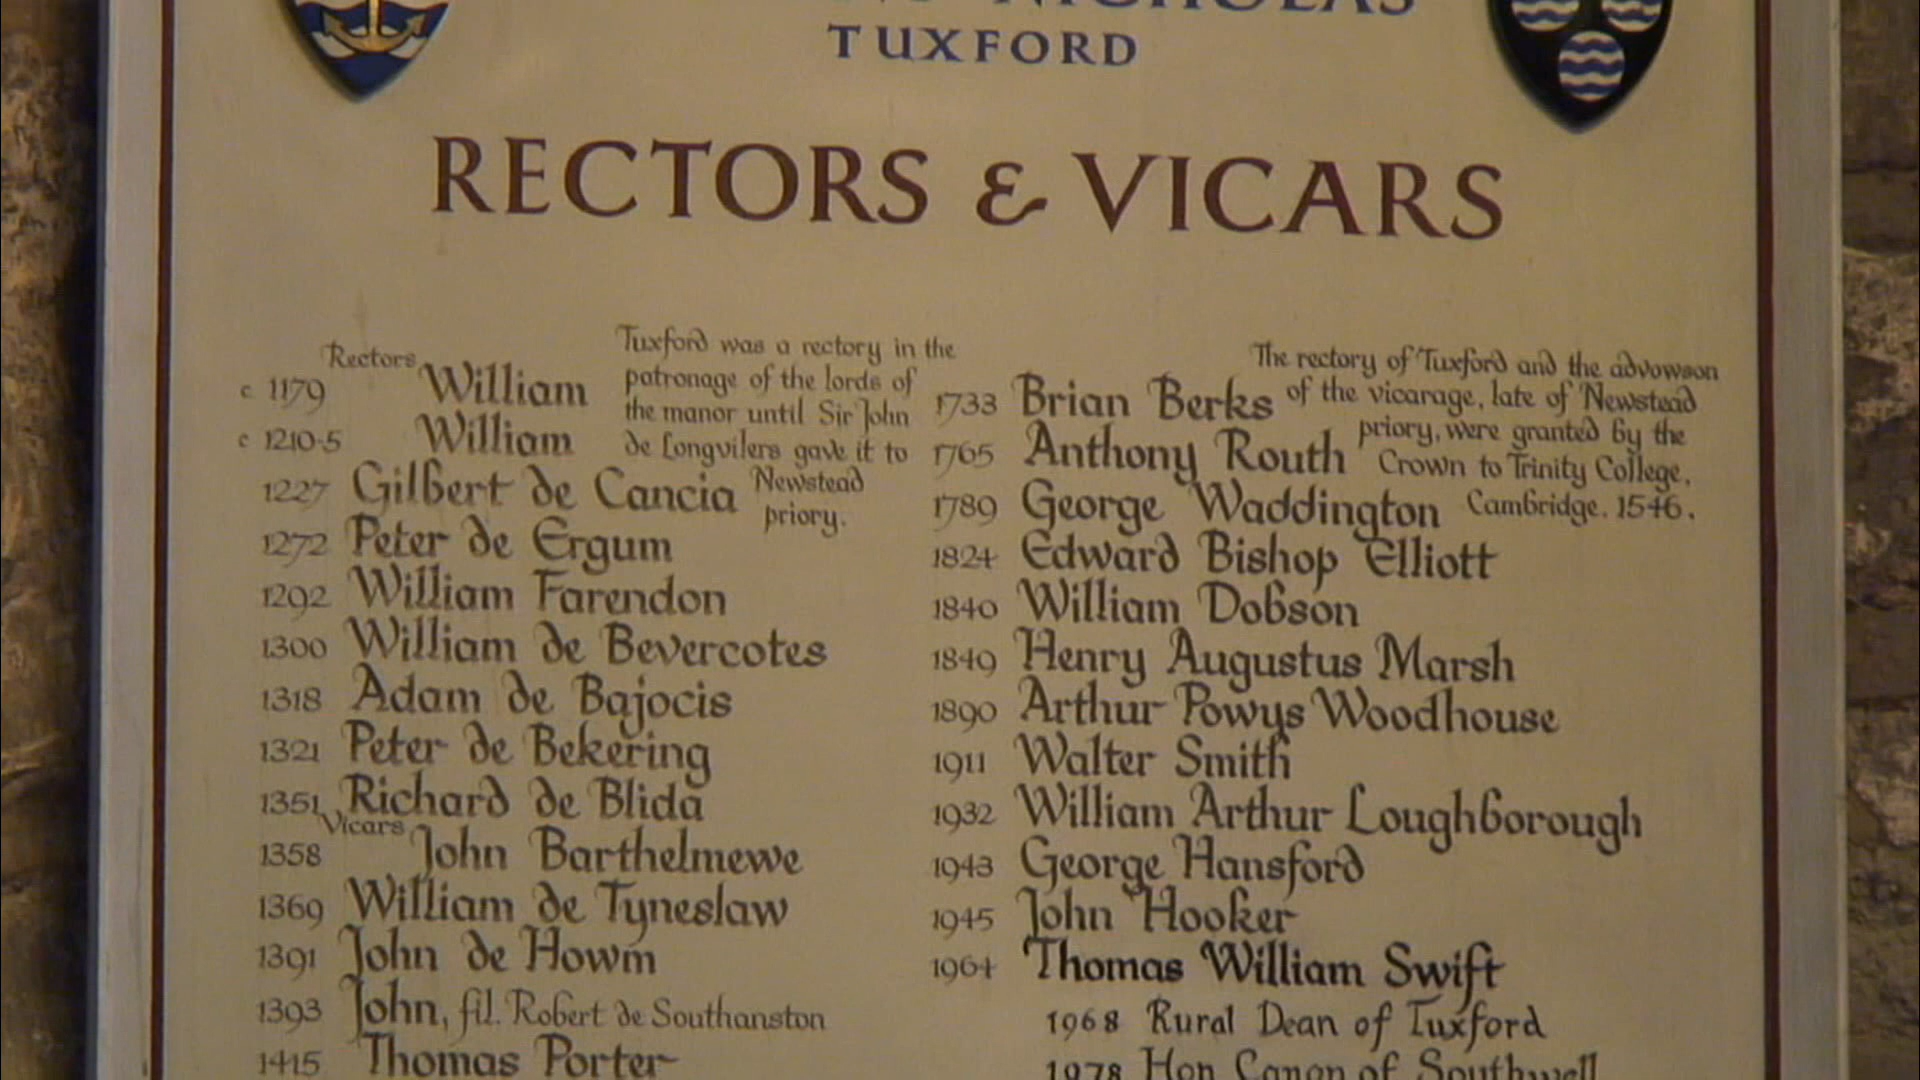 NICHOLAS
TUXFORD
RECTORS & VICARS
Rectors
c 1179 William
c 1210-5 William
Tuxford was a rectory in the
patronage of the lords of
the manor until Sir John
de Longvilers gave it to
Newstead
priory.
1227 Gilbert de Cancia
1272 Peter de Ergum
1292 William Farendon
1300 William de Bevercotes
1318 Adam de Bajocis
1321 Peter de Bekering
1351 Richard de Blida
Vicars
1358 John Barthelmewe
1369 William de Tyneslaw
1391 John de Howm
1393 John, fil. Robert de Southanston
1415 Thomas Porter
The rectory of Tuxford and the advowson
of the vicarage, late of Newstead
priory, were granted by the
Crown to Trinity College,
Cambridge. 1546.
1733 Brian Berks
1765 Anthony Routh
1789 George Waddington
1824 Edward Bishop Elliott
1840 William Dobson
1849 Henry Augustus Marsh
1890 Arthur Powys Woodhouse
1911 Walter Smith
1932 William Arthur Loughborough
1943 George Hansford
1945 John Hooker
1964 Thomas William Swift
1968 Rural Dean of Tuxford
1978 Hon Canon of Southwell